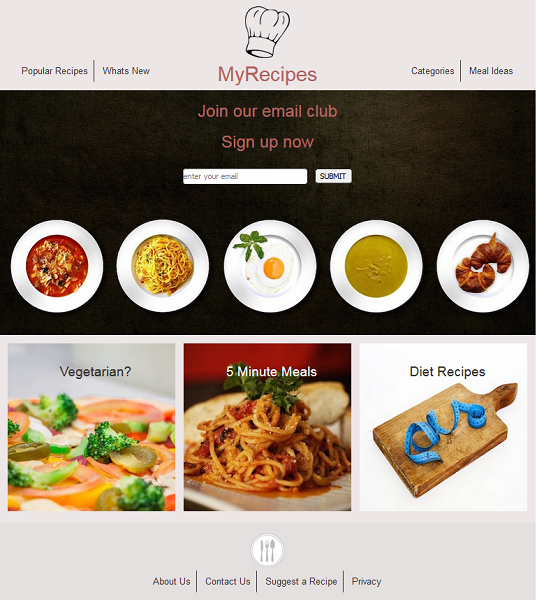 Popular Recipes
Whats New
MyRecipes
Categories
Meal Ideas
Join our email club
Sign up now
enter your email
SUBMIT
Vegetarian?
5 Minute Meals
Diet Recipes
About Us
Contact Us
Suggest a Recipe
Privacy